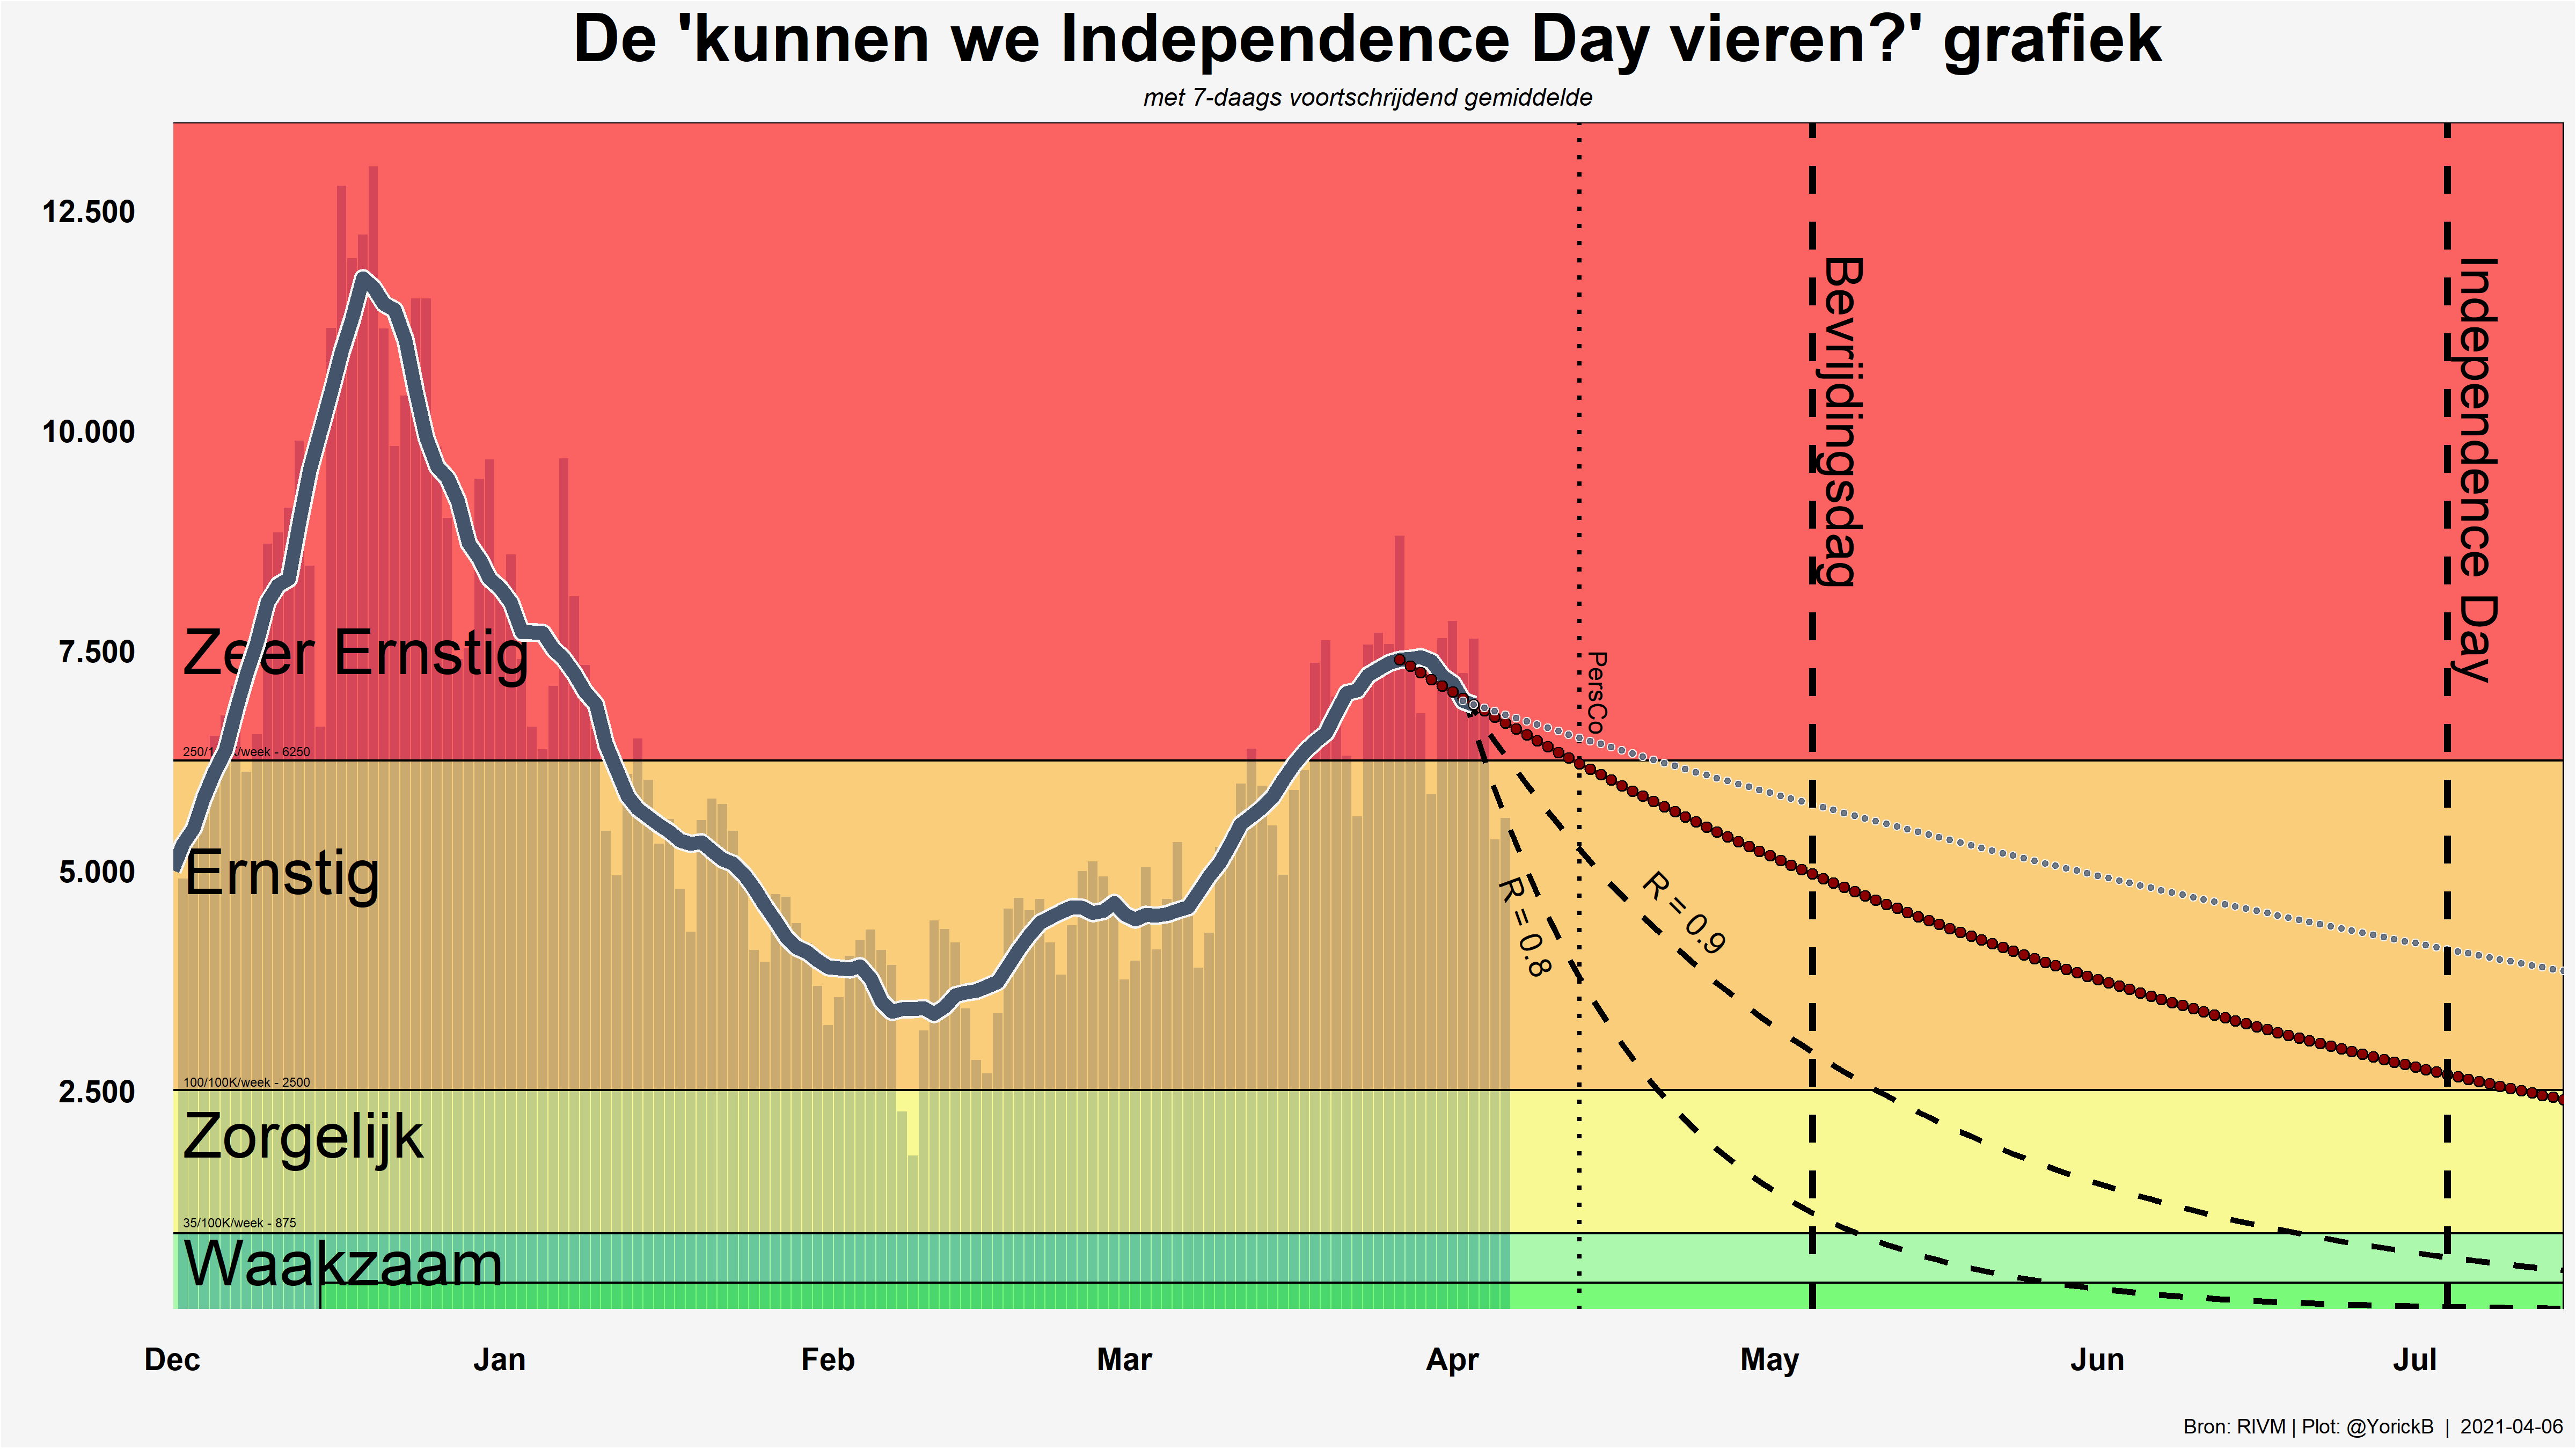 De 'kunnen we Independence Day vieren?' grafiek
met 7-daags voortschrijdend gemiddelde
12.500
10.000
7.500
5.000
2.500
Zeer Ernstig
250/100K/week - 6250
Ernstig
100/100K/week - 2500
Zorgelijk
35/100K/week - 875
Waakzaam
R = 0.8
R = 0.9
PersCo
Bevrijdingsdag
Independence Day
Dec
Jan
Feb
Mar
Apr
May
Jun
Jul
Bron: RIVM | Plot: @YorickB | 2021-04-06